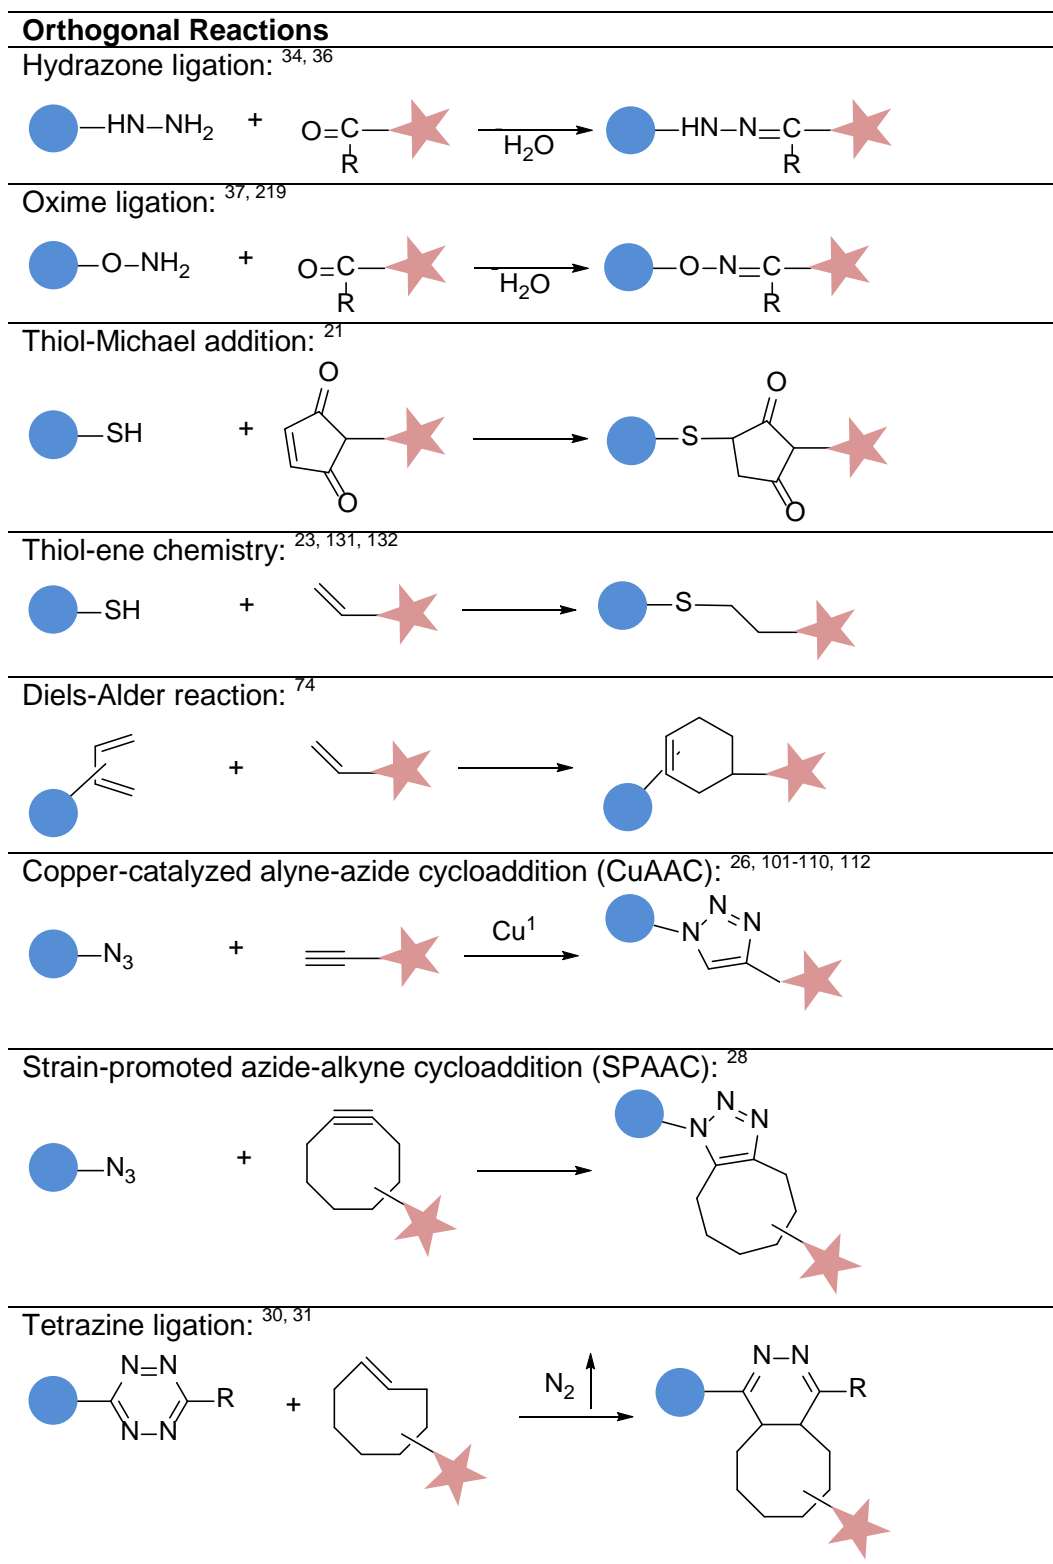 Orthogonal Reactions
Hydrazone ligation: 34, 36
HN–NH2 + O=C R -H2O HN–N=C R
Oxime ligation: 37, 219
O–NH2 + O=C R -H2O O–N=C R
Thiol-Michael addition: 21
SH + O O S O O
Thiol-ene chemistry: 23, 131, 132
SH + S
Diels-Alder reaction: 74
+
Copper-catalyzed alyne-azide cycloaddition (CuAAC): 26, 101-110, 112
N3 + Cu1 N N N
Strain-promoted azide-alkyne cycloaddition (SPAAC): 28
N3 + N N N
Tetrazine ligation: 30, 31
N=N N–N R + N2 N–N R